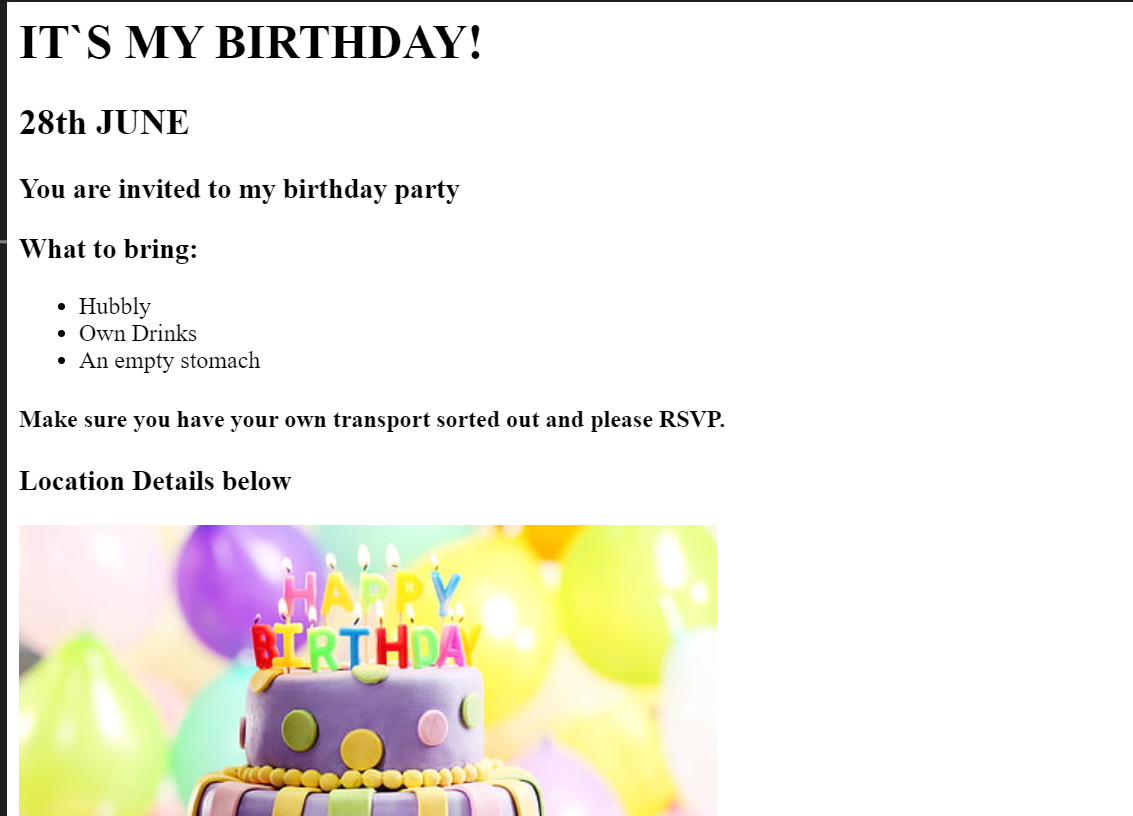 IT`S MY BIRTHDAY!
28th JUNE
You are invited to my birthday party
What to bring:
Hubbly
Own Drinks
An empty stomach
Make sure you have your own transport sorted out and please RSVP.
Location Details below
HAPPY
BIRTHDAY